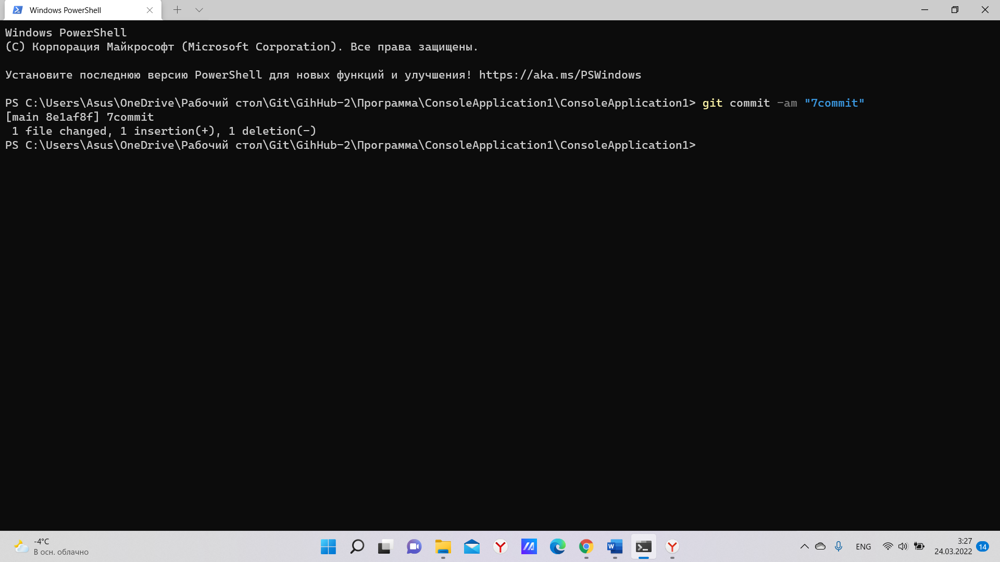 Windows PowerShell
Windows PowerShell
(C) Корпорация Майкрософт (Microsoft Corporation). Все права защищены.
Установите последнюю версию PowerShell для новых функций и улучшения! https://aka.ms/PSWindows
PS C:\Users\Asus\OneDrive\Рабочий стол\Git\GihHub-2\Программа\ConsoleApplication1\ConsoleApplication1> git commit -am "7commit"
[main 8e1af8f] 7commit
 1 file changed, 1 insertion(+), 1 deletion(-)
PS C:\Users\Asus\OneDrive\Рабочий стол\Git\GihHub-2\Программа\ConsoleApplication1\ConsoleApplication1>
-4°C
В осн. облачно
ENG
3:27
24.03.2022
14